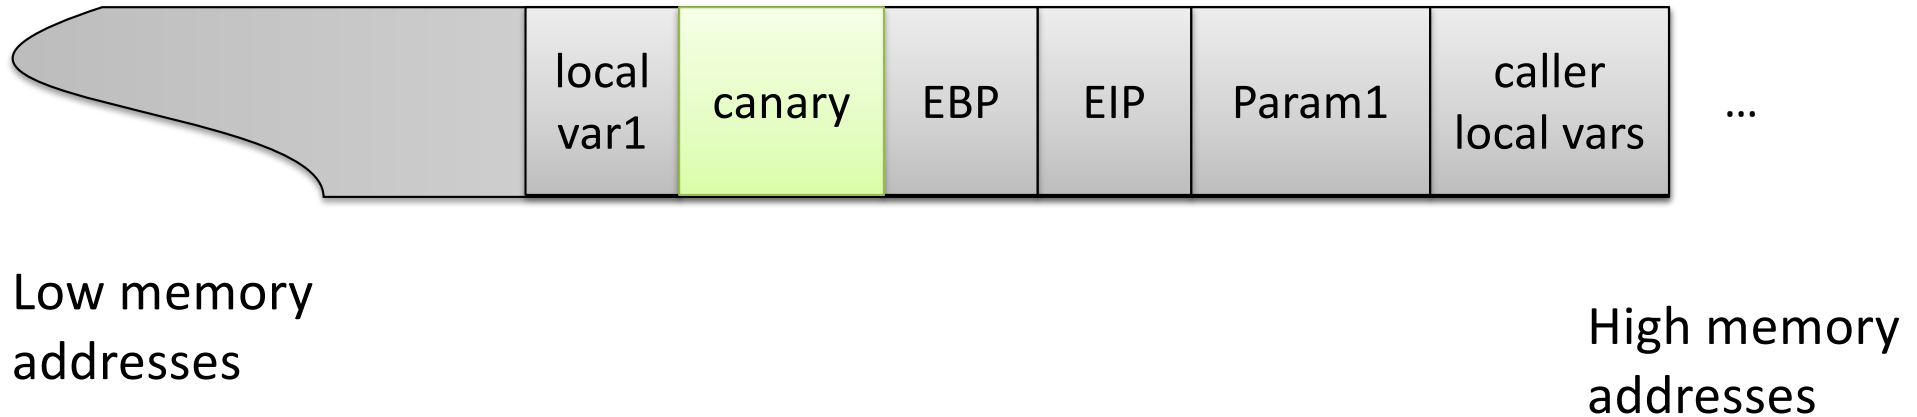 local
var1
canary
EBP
EIP
Param1
caller
local vars
...
Low memory
addresses
High memory
addresses